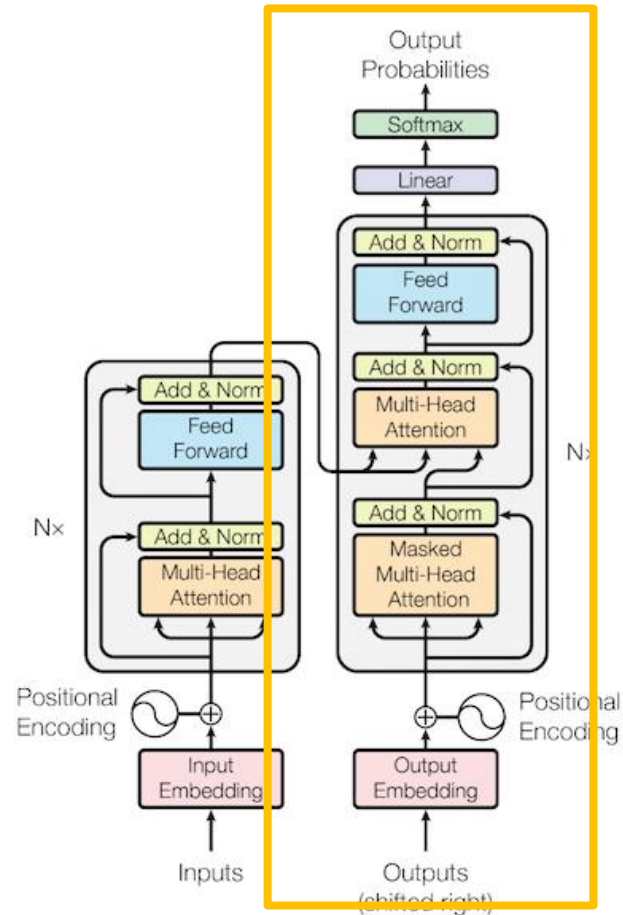 Output
Probabilities
Softmax
Linear
Add & Norm
Feed
Forward
Add & Norm
Multi-Head
Attention
Add & Norm
Masked
Multi-Head
Attention
N×
Positional
Encoding
Output
Embedding
Outputs
(shifted right)
Add & Norm
Feed
Forward
N×
Add & Norm
Multi-Head
Attention
Positional
Encoding
Input
Embedding
Inputs